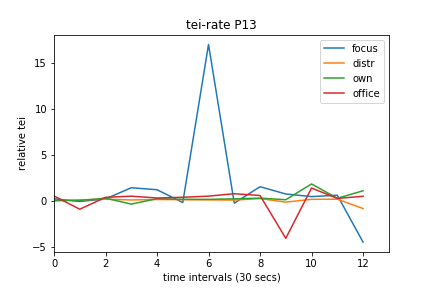 tei-rate P13
focus
distr
own
office
15
10
5
0
−5
relative tei
0 2 4 6 8 10 12
time intervals (30 secs)